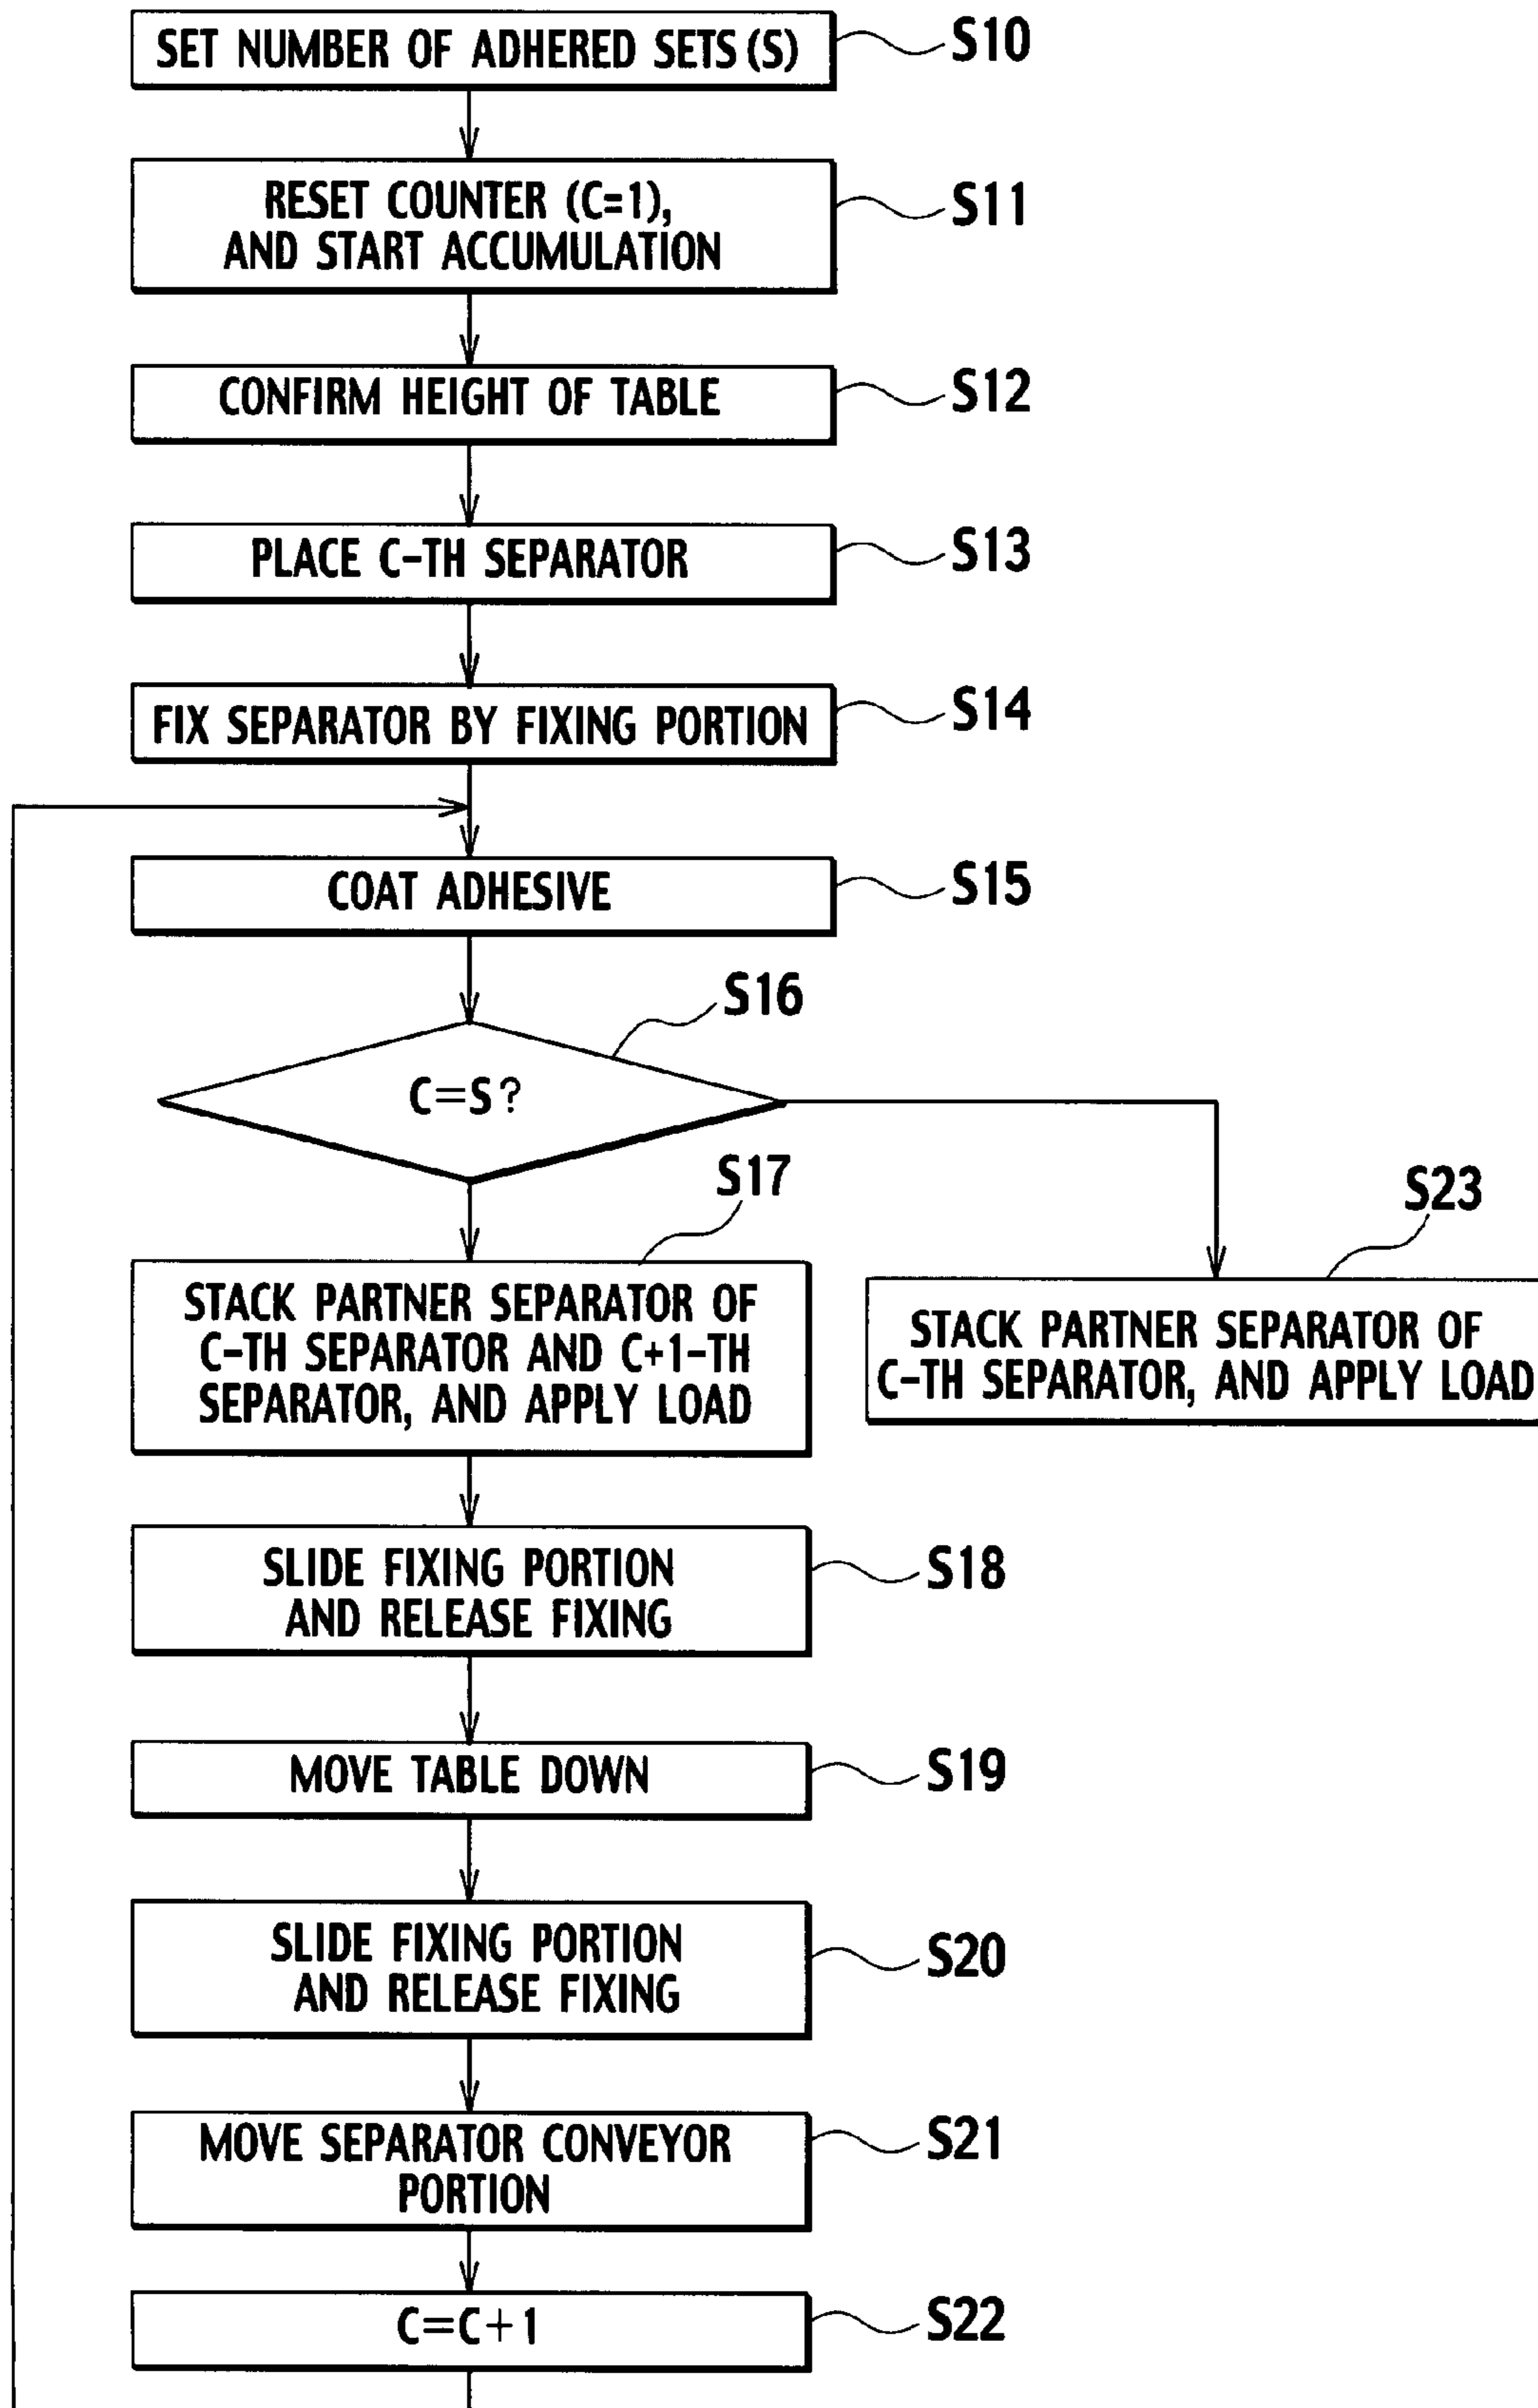 SET NUMBER OF ADHERED SETS (S)
S10
RESET COUNTER (C=1),
AND START ACCUMULATION
S11
CONFIRM HEIGHT OF TABLE
S12
PLACE C-TH SEPARATOR
S13
FIX SEPARATOR BY FIXING PORTION
S14
COAT ADHESIVE
S15
S16
C=S?
S17
STACK PARTNER SEPARATOR OF
C-TH SEPARATOR AND C+1-TH
SEPARATOR, AND APPLY LOAD
S23
STACK PARTNER SEPARATOR OF
C-TH SEPARATOR, AND APPLY LOAD
SLIDE FIXING PORTION
AND RELEASE FIXING
S18
MOVE TABLE DOWN
S19
SLIDE FIXING PORTION
AND RELEASE FIXING
S20
MOVE SEPARATOR CONVEYOR
PORTION
S21
C=C+1
S22